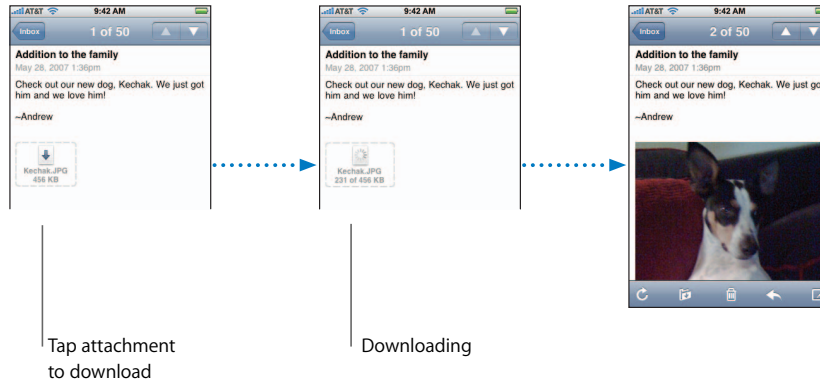 AT&T 9:42 AM
Inbox 1 of 50
Addition to the family
May 28, 2007 1:36pm
Check out our new dog, Kechak. We just got
him and we love him!
~Andrew
Kechak.JPG
456 KB
Tap attachment
to download
AT&T 9:42 AM
Inbox 1 of 50
Addition to the family
May 28, 2007 1:36pm
Check out our new dog, Kechak. We just got
him and we love him!
~Andrew
Kechak.JPG
231 of 456 KB
Downloading
AT&T 9:42 AM
Inbox 2 of 50
Addition to the family
May 28, 2007 1:36pm
Check out our new dog, Kechak. We just go
him and we love him!
~Andrew